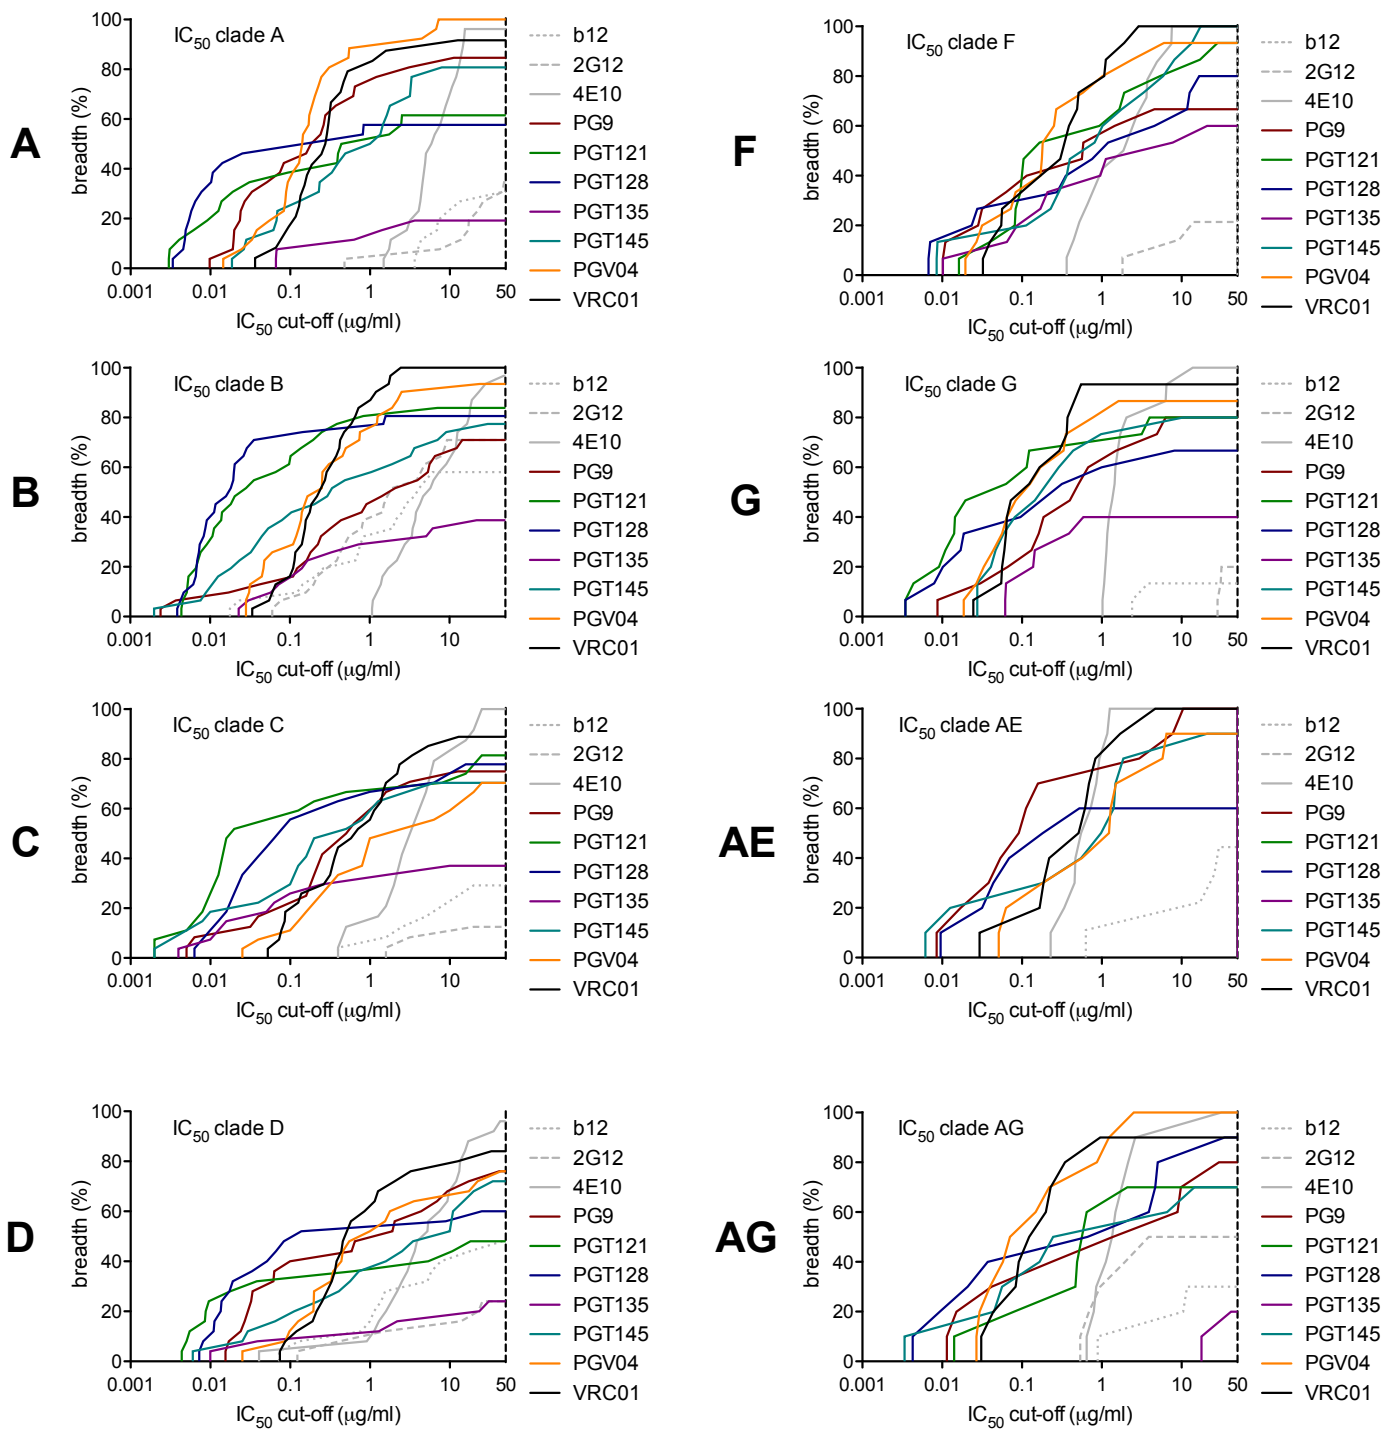 A
IC50 clade A
breadth (%)
100
80
60
40
20
0
0.001 0.01 0.1 1 10 50
IC50 cut-off (μg/ml)
b12
2G12
4E10
PG9
PGT121
PGT128
PGT135
PGT145
PGV04
VRC01
F
IC50 clade F
breadth (%)
100
80
60
40
20
0
0.001 0.01 0.1 1 10 50
IC50 cut-off (μg/ml)
b12
2G12
4E10
PG9
PGT121
PGT128
PGT135
PGT145
PGV04
VRC01
B
IC50 clade B
breadth (%)
100
80
60
40
20
0
0.001 0.01 0.1 1 10 50
IC50 cut-off (μg/ml)
b12
2G12
4E10
PG9
PGT121
PGT128
PGT135
PGT145
PGV04
VRC01
G
IC50 clade G
breadth (%)
100
80
60
40
20
0
0.001 0.01 0.1 1 10 50
IC50 cut-off (μg/ml)
b12
2G12
4E10
PG9
PGT121
PGT128
PGT135
PGT145
PGV04
VRC01
C
IC50 clade C
breadth (%)
100
80
60
40
20
0
0.001 0.01 0.1 1 10 50
IC50 cut-off (μg/ml)
b12
2G12
4E10
PG9
PGT121
PGT128
PGT135
PGT145
PGV04
VRC01
AE
IC50 clade AE
breadth (%)
100
80
60
40
20
0
0.001 0.01 0.1 1 10 50
IC50 cut-off (μg/ml)
b12
2G12
4E10
PG9
PGT121
PGT128
PGT135
PGT145
PGV04
VRC01
D
IC50 clade D
breadth (%)
100
80
60
40
20
0
0.001 0.01 0.1 1 10 50
IC50 cut-off (μg/ml)
b12
2G12
4E10
PG9
PGT121
PGT128
PGT135
PGT145
PGV04
VRC01
AG
IC50 clade AG
breadth (%)
100
80
60
40
20
0
0.001 0.01 0.1 1 10 50
IC50 cut-off (μg/ml)
b12
2G12
4E10
PG9
PGT121
PGT128
PGT135
PGT145
PGV04
VRC01